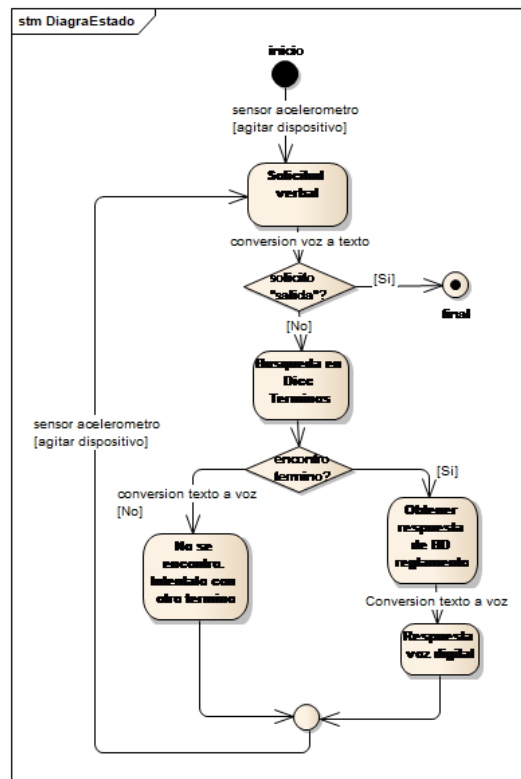 stm DiagraEstado
inicio
sensor acelerometro
[agitar dispositivo]
Solicitud
verbal
conversion voz a texto
solicito
"salida"?
[Si]
final
[No]
Busqueda en
Dicc
Terminos
sensor acelerometro
[agitar dispositivo]
encontro
termino?
[Si]
conversion texto a voz
[No]
Obtener
respuesta
de BD
reglamento
No se
encontro.
Intentalo con
otro termino
Conversion texto a voz
Respuesta
voz digital